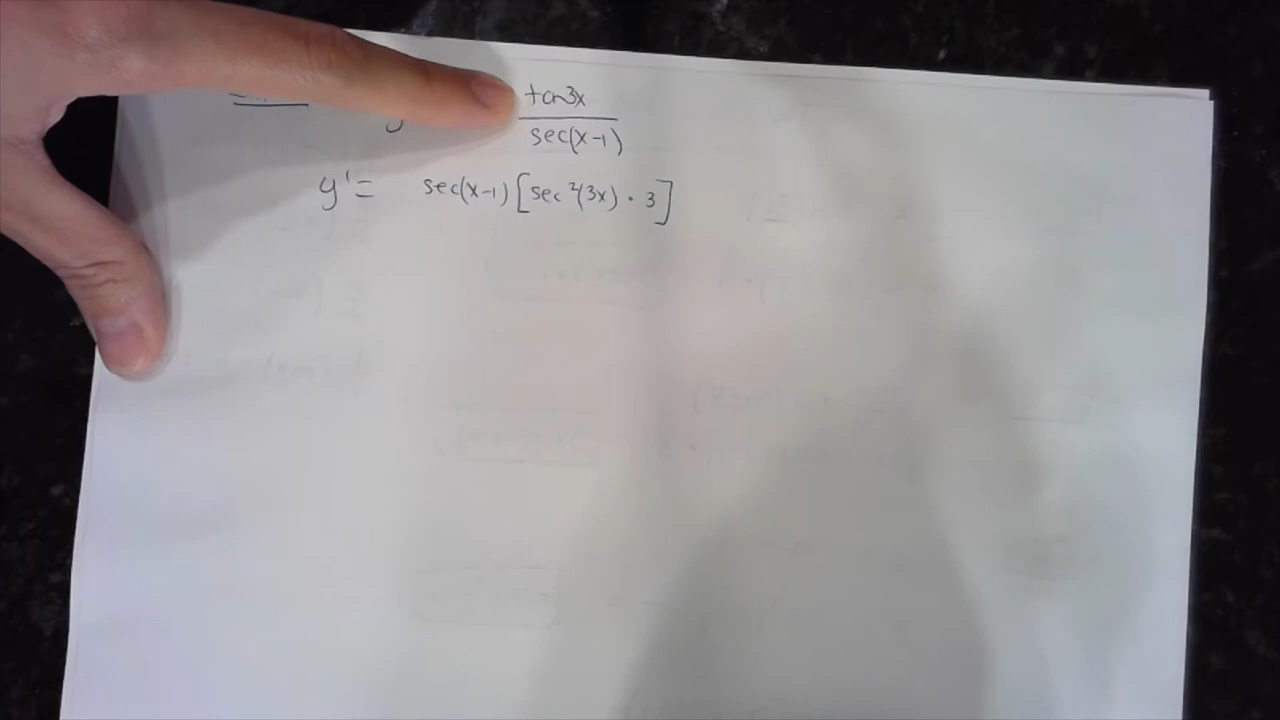 y tan3x
sec(x-1)
y' = sec(x-1)[sec²(3x) · 3]